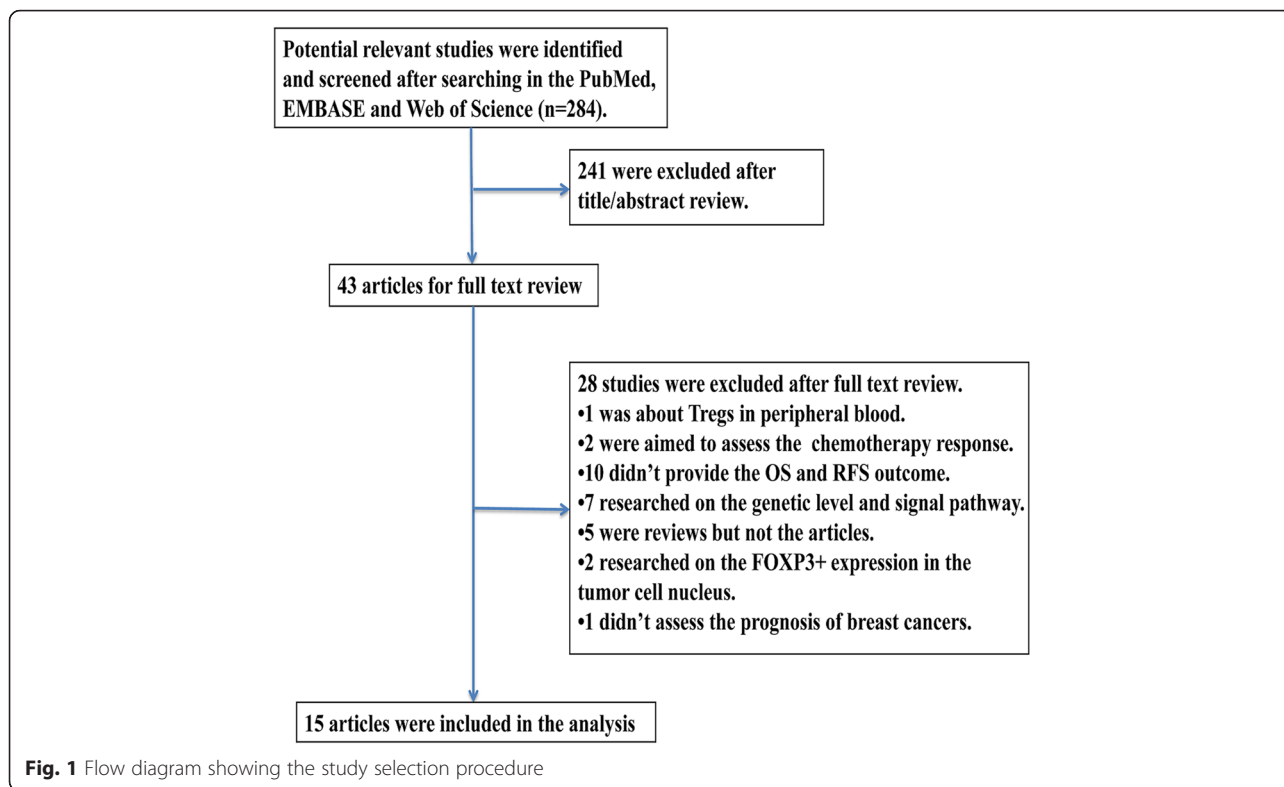 Potential relevant studies were identified
and screened after searching in the PubMed,
EMBASE and Web of Science (n=284).
241 were excluded after
title/abstract review.
43 articles for full text review
28 studies were excluded after full text review.
•1 was about Tregs in peripheral blood.
•2 were aimed to assess the chemotherapy response.
•10 didn’t provide the OS and RFS outcome.
•7 researched on the genetic level and signal pathway.
•5 were reviews but not the articles.
•2 researched on the FOXP3+ expression in the
tumor cell nucleus.
•1 didn’t assess the prognosis of breast cancers.
15 articles were included in the analysis
Fig. 1 Flow diagram showing the study selection procedure